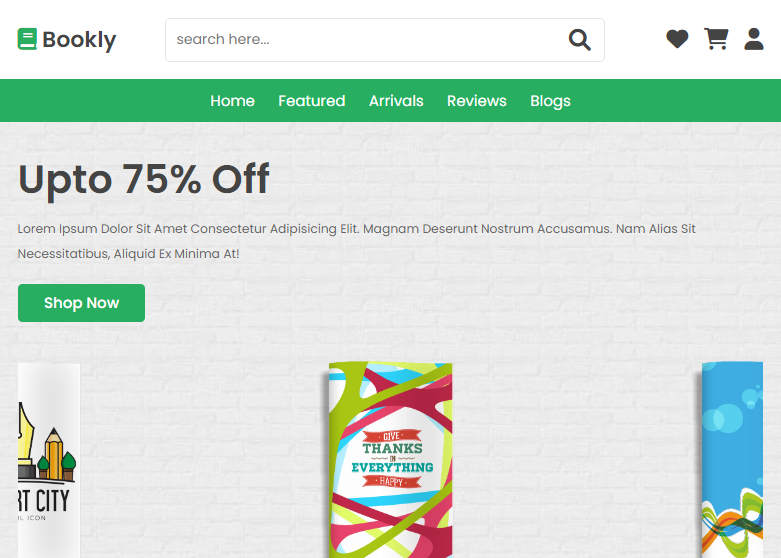 Bookly
search here...
Home Featured Arrivals Reviews Blogs
Upto 75% Off
Lorem Ipsum Dolor Sit Amet Consectetur Adipisicing Elit. Magnam Deserunt Nostrum Accusamus. Nam Alias Sit
Necessitatibus, Aliquid Ex Minima At!
Shop Now
GIVE
THANKS
IN
EVERYTHING
HAPPY
RT CITY
IL ICON